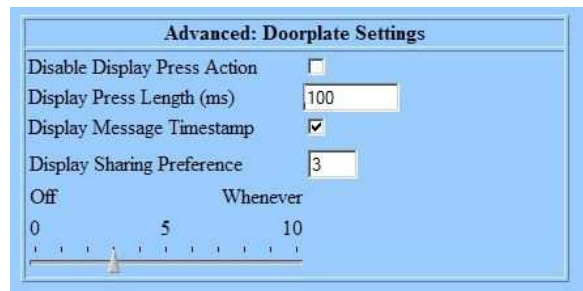 Advanced: Doorplate Settings
Disable Display Press Action
Display Press Length (ms) 100
Display Message Timestamp
Display Sharing Preference 3
Off Whenever
0 5 10